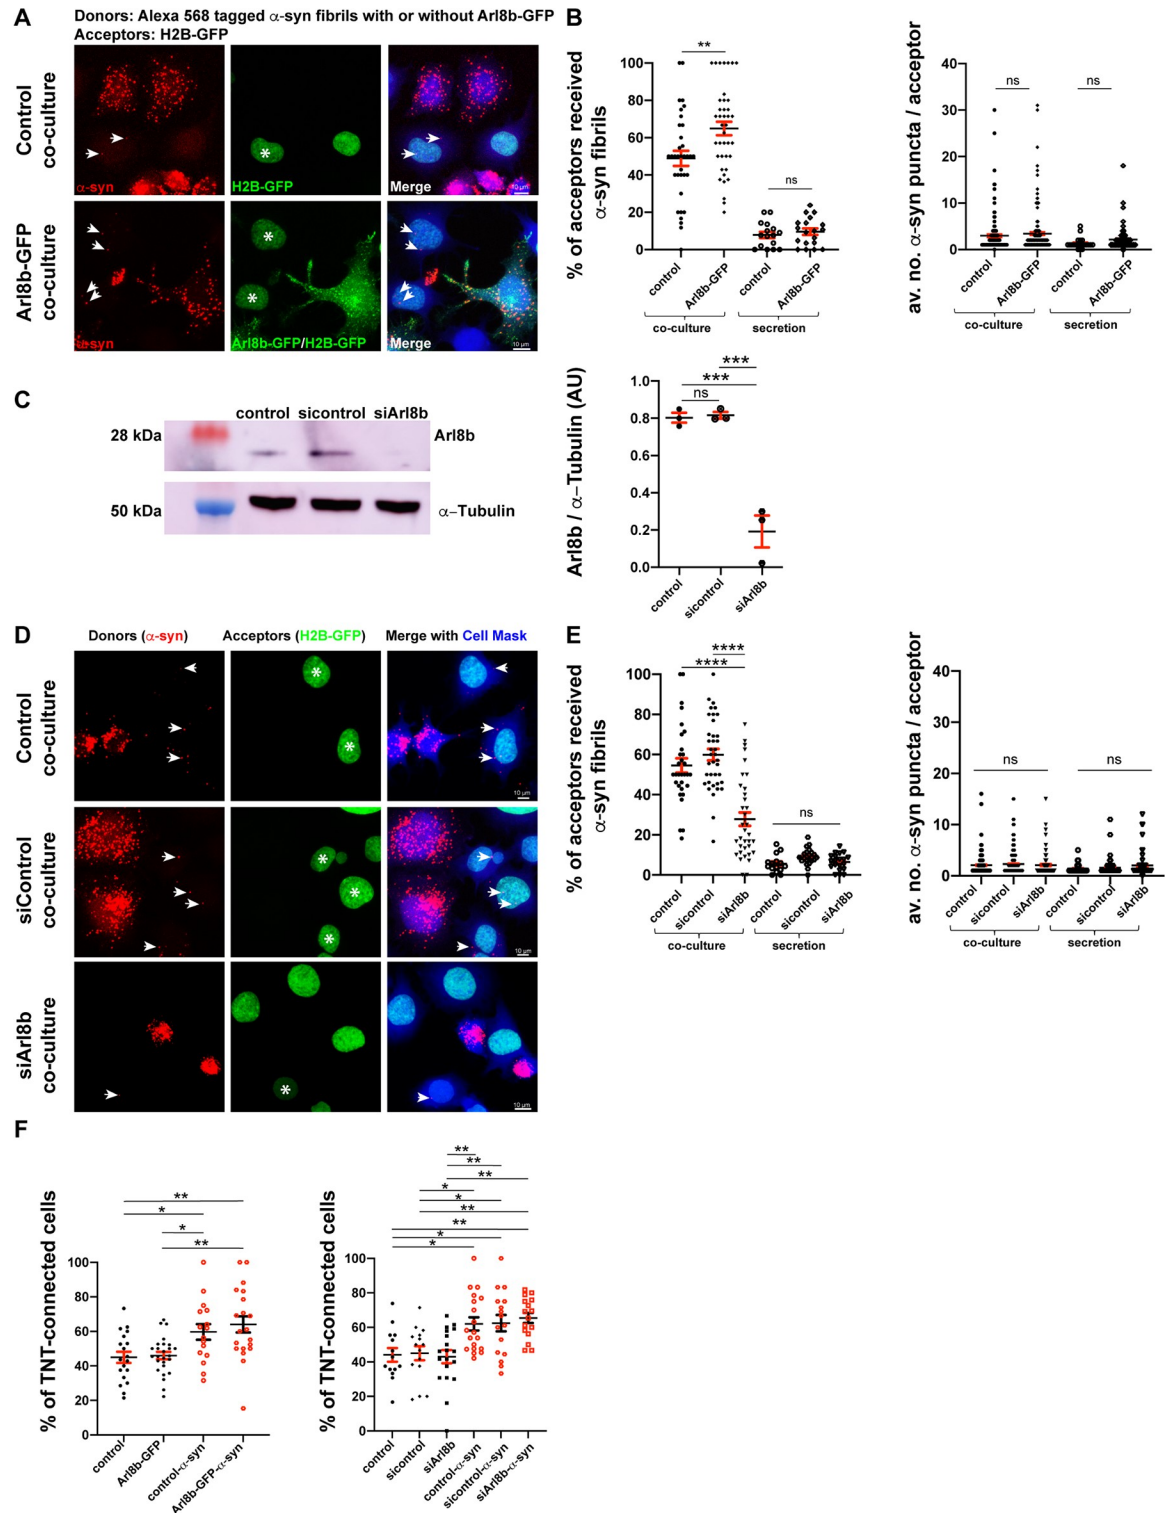 A
Donors: Alexa 568 tagged α-syn fibrils with or without Arl8b-GFP
Acceptors: H2B-GFP
Control
co-culture
α-syn
H2B-GFP
Merge
10 μm
Arl8b-GFP
co-culture
α-syn
Arl8b-GFP/H2B-GFP
Merge
10 μm
B
% of acceptors received
α-syn fibrils
100
80
60
40
20
0
**
ns
control
Arl8b-GFP
control
Arl8b-GFP
co-culture
secretion
av. no. α-syn puncta / acceptor
40
30
20
10
0
ns
ns
control
Arl8b-GFP
control
Arl8b-GFP
co-culture
secretion
C
control sicontrol siArl8b
28 kDa
Arl8b
50 kDa
α−Tubulin
Arl8b / α−Tubulin (AU)
1.0
0.8
0.6
0.4
0.2
0.0
***
***
ns
control
sicontrol
siArl8b
D
Donors (α-syn)
Acceptors (H2B-GFP)
Merge with Cell Mask
Control
co-culture
10 μm
siControl
co-culture
10 μm
siArl8b
co-culture
10 μm
E
% of acceptors received
α-syn fibrils
100
80
60
40
20
0
****
****
ns
control
sicontrol
siArl8b
control
sicontrol
siArl8b
co-culture
secretion
av. no. α-syn puncta / acceptor
40
30
20
10
0
ns
ns
control
sicontrol
siArl8b
control
sicontrol
siArl8b
co-culture
secretion
F
% of TNT-connected cells
100
80
60
40
20
0
**
*
*
**
control
Arl8b-GFP
control-α-syn
Arl8b-GFP-α-syn
% of TNT-connected cells
100
80
60
40
20
0
**
**
**
*
*
**
**
*
*
control
sicontrol
siArl8b
control-α-syn
sicontrol-α-syn
siArl8b-α-syn